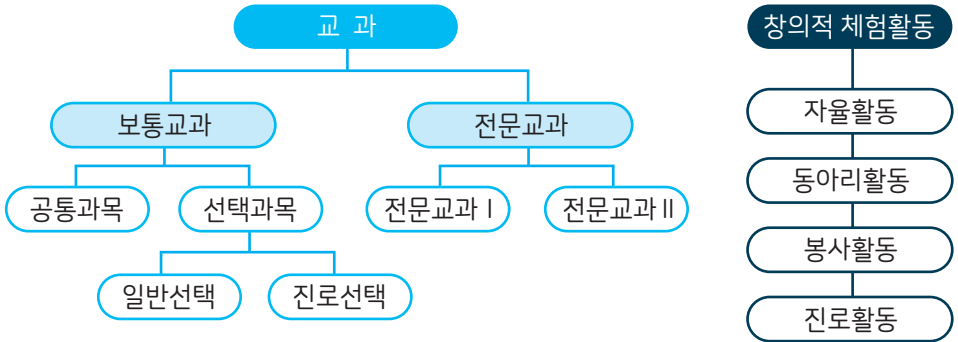 교 과
보통교과
전문교과
공통과목
선택과목
전문교과Ⅰ
전문교과Ⅱ
일반선택
진로선택
창의적 체험활동
자율활동
동아리활동
봉사활동
진로활동